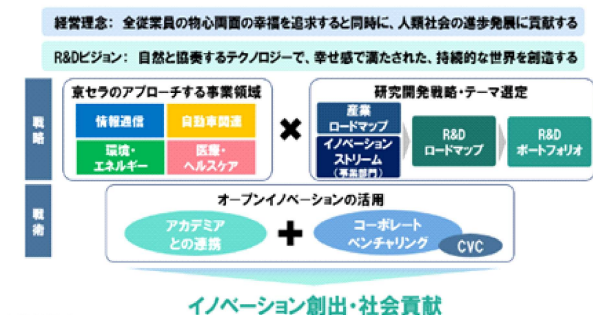 経営理念: 全従業員の物心両面の幸福を追求すると同時に、人類社会の進歩発展に貢献する
R&Dビジョン: 自然と協奏するテクノロジーで、幸せ感で満たされた、持続的な世界を創造する
戦略
京セラのアプローチする事業領域
情報通信
自動車関連
環境・
エネルギー
医療・
ヘルスケア
×
研究開発戦略・テーマ選定
産業
ロードマップ
イノベーション
ストリーム
(事業部門)
R&D
ロードマップ
R&D
ポートフォリオ
戦術
オープンイノベーションの活用
アカデミア
との連携
+
コーポレート
ベンチャリング
CVC
イノベーション創出・社会貢献